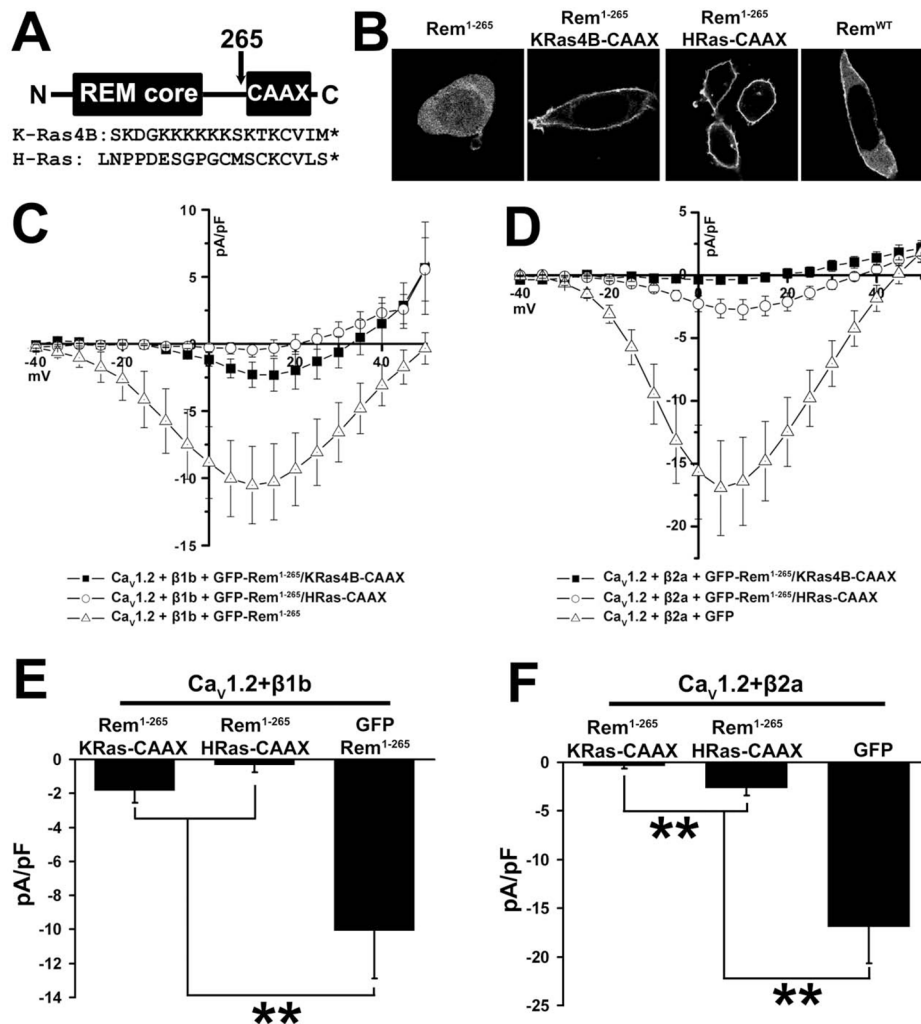 A
265
N REM core CAAX C
K-Ras4B: SKDGKKKKKKSKTKCVIM*
H-Ras: LNPPDESGPGCMSCKCVLS*
B
Rem1-265
Rem1-265 KRas4B-CAAX
Rem1-265 HRas-CAAX
RemWT
C
pA/pF
10
5
0
-5
-10
-15
-40 -20 20 40
mV
Cav1.2 + β1b + GFP-Rem1-265/KRas4B-CAAX
Cav1.2 + β1b + GFP-Rem1-265/HRas-CAAX
Cav1.2 + β1b + GFP-Rem1-265
D
pA/pF
5
0
-5
-10
-15
-20
-40 -20 0 20 40
mV
Cav1.2 + β2a + GFP-Rem1-265/KRas4B-CAAX
Cav1.2 + β2a + GFP-Rem1-265/HRas-CAAX
Cav1.2 + β2a + GFP
E
Cav1.2+β1b
Rem1-265 KRas-CAAX
Rem1-265 HRas-CAAX
GFP Rem1-265
pA/pF
0
-2
-4
-6
-8
-10
-12
-14
**
F
Cav1.2+β2a
Rem1-265 KRas-CAAX
Rem1-265 HRas-CAAX
GFP
pA/pF
0
-5
-10
-15
-20
-25
**
**